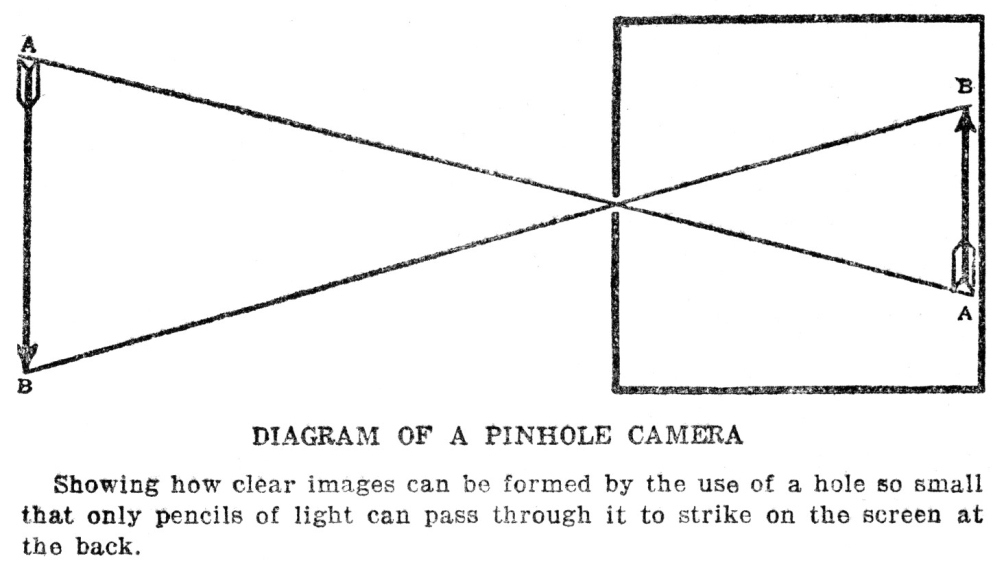 A
B
B
A
DIAGRAM OF A PINHOLE CAMERA
Showing how clear images can be formed by the use of a hole so small
that only pencils of light can pass through it to strike on the screen at
the back.